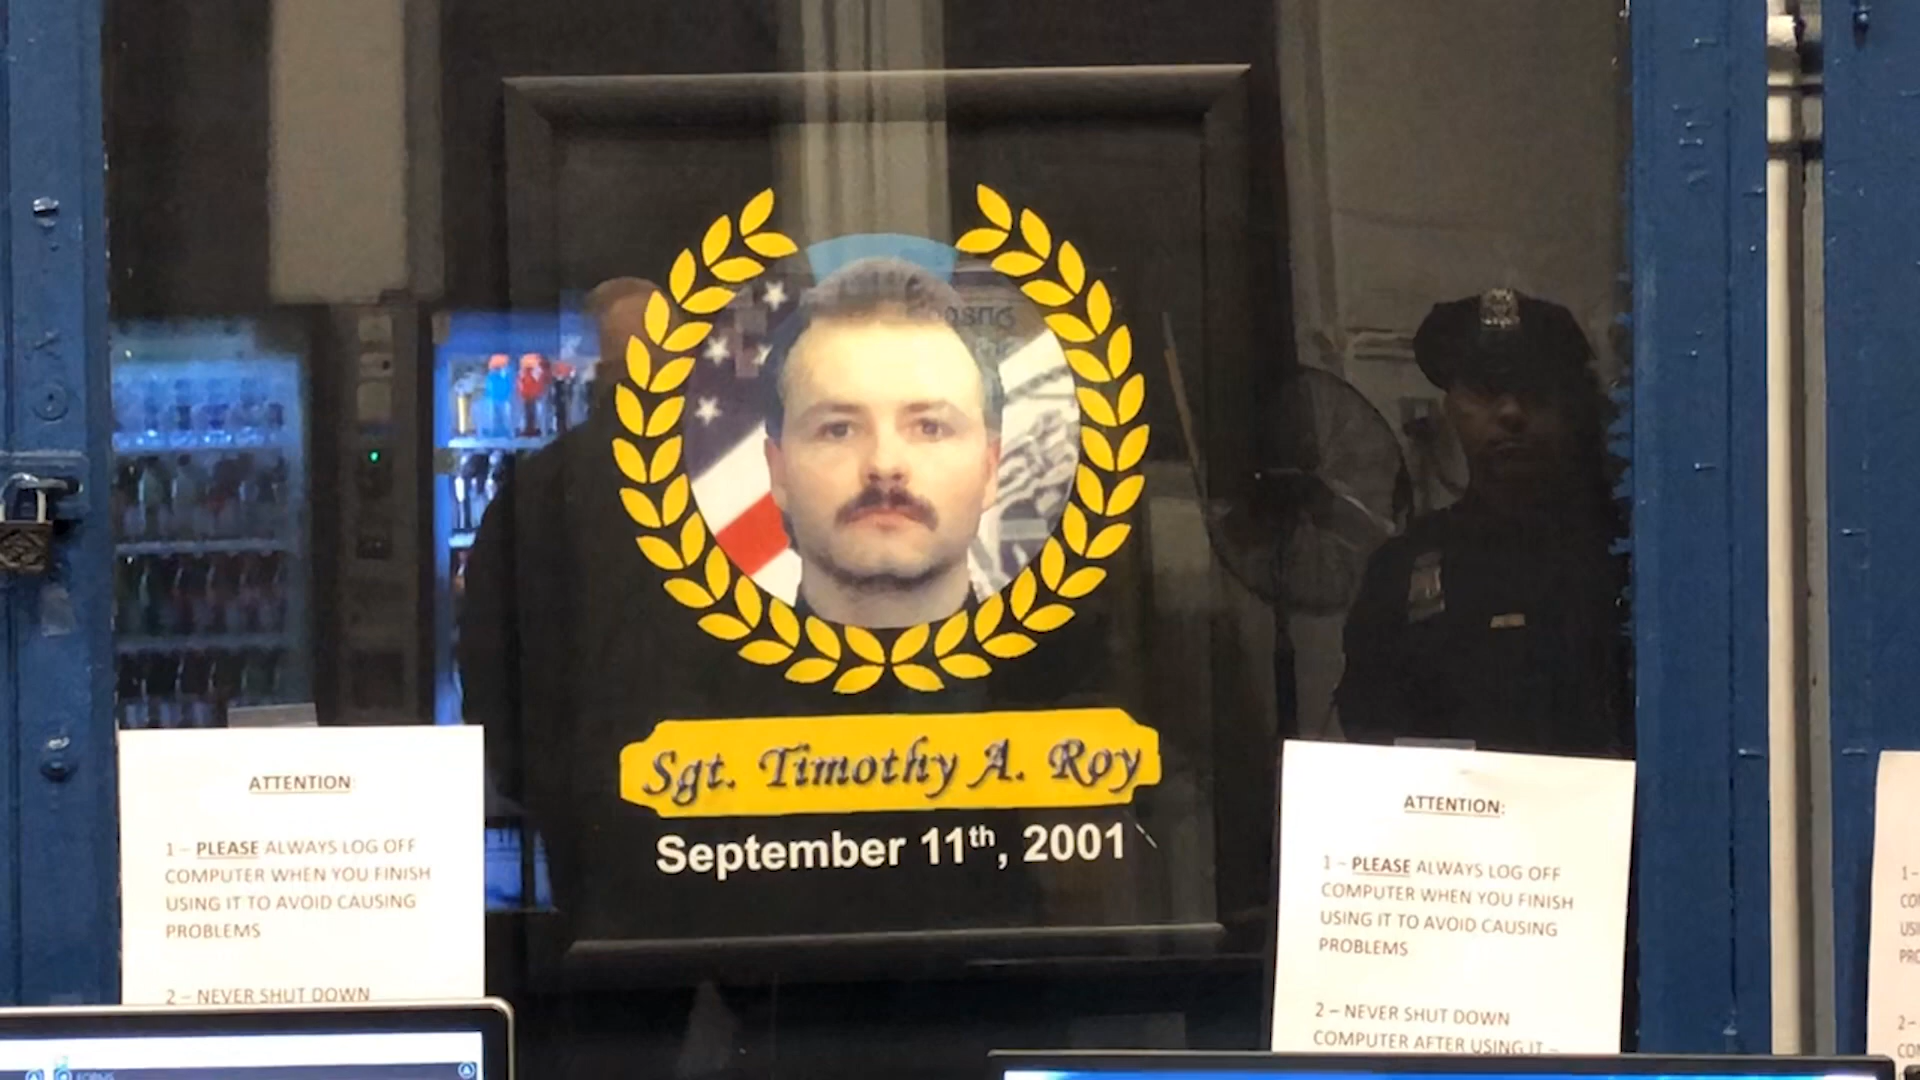 Sgt. Timothy A. Roy
September 11th, 2001
ATTENTION:
1 – PLEASE ALWAYS LOG OFF
COMPUTER WHEN YOU FINISH
USING IT TO AVOID CAUSING
PROBLEMS
2 – NEVER SHUT DOWN
ATTENTION:
1 – PLEASE ALWAYS LOG OFF
COMPUTER WHEN YOU FINISH
USING IT TO AVOID CAUSING
PROBLEMS
2 – NEVER SHUT DOWN
COMPUTER AFTER USING IT –
1 –
2 –